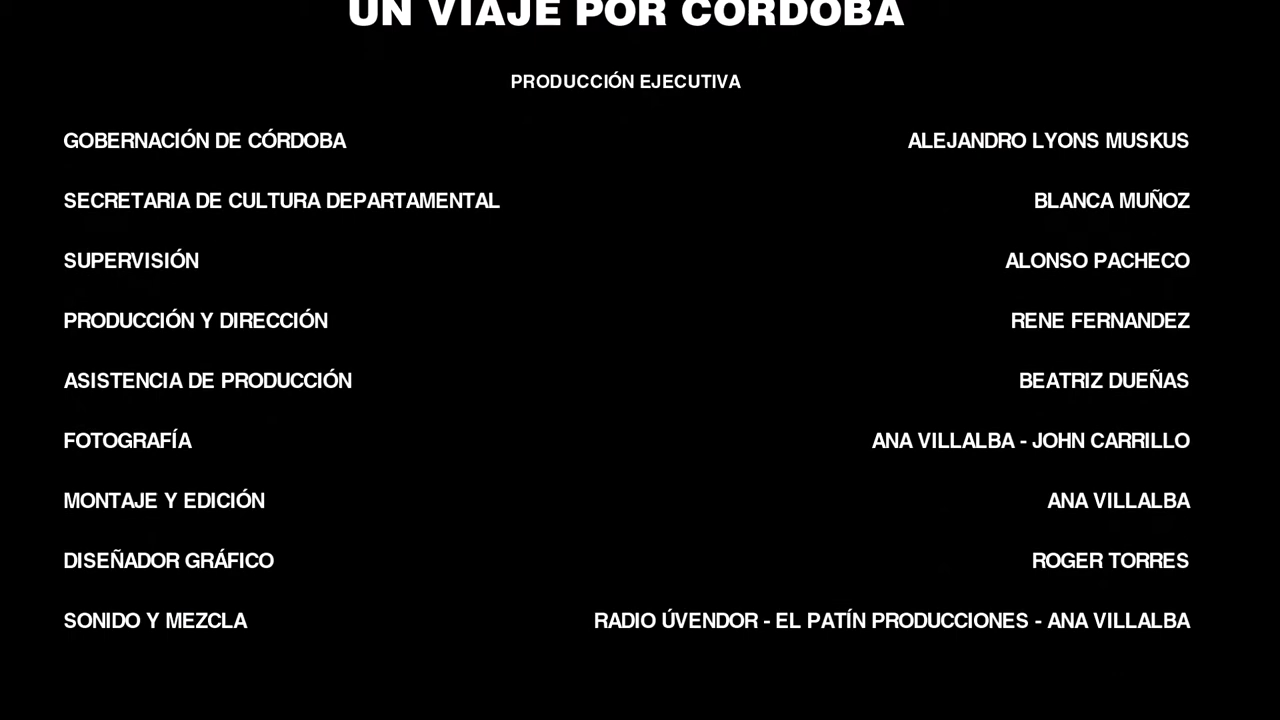 UN VIAJE POR CÓRDOBA
PRODUCCIÓN EJECUTIVA
GOBERNACIÓN DE CÓRDOBA ALEJANDRO LYONS MUSKUS
SECRETARIA DE CULTURA DEPARTAMENTAL BLANCA MUÑOZ
SUPERVISIÓN ALONSO PACHECO
PRODUCCIÓN Y DIRECCIÓN RENE FERNANDEZ
ASISTENCIA DE PRODUCCIÓN BEATRIZ DUEÑAS
FOTOGRAFÍA ANA VILLALBA - JOHN CARRILLO
MONTAJE Y EDICIÓN ANA VILLALBA
DISEÑADOR GRÁFICO ROGER TORRES
SONIDO Y MEZCLA RADIO ÚVENDOR - EL PATÍN PRODUCCIONES - ANA VILLALBA